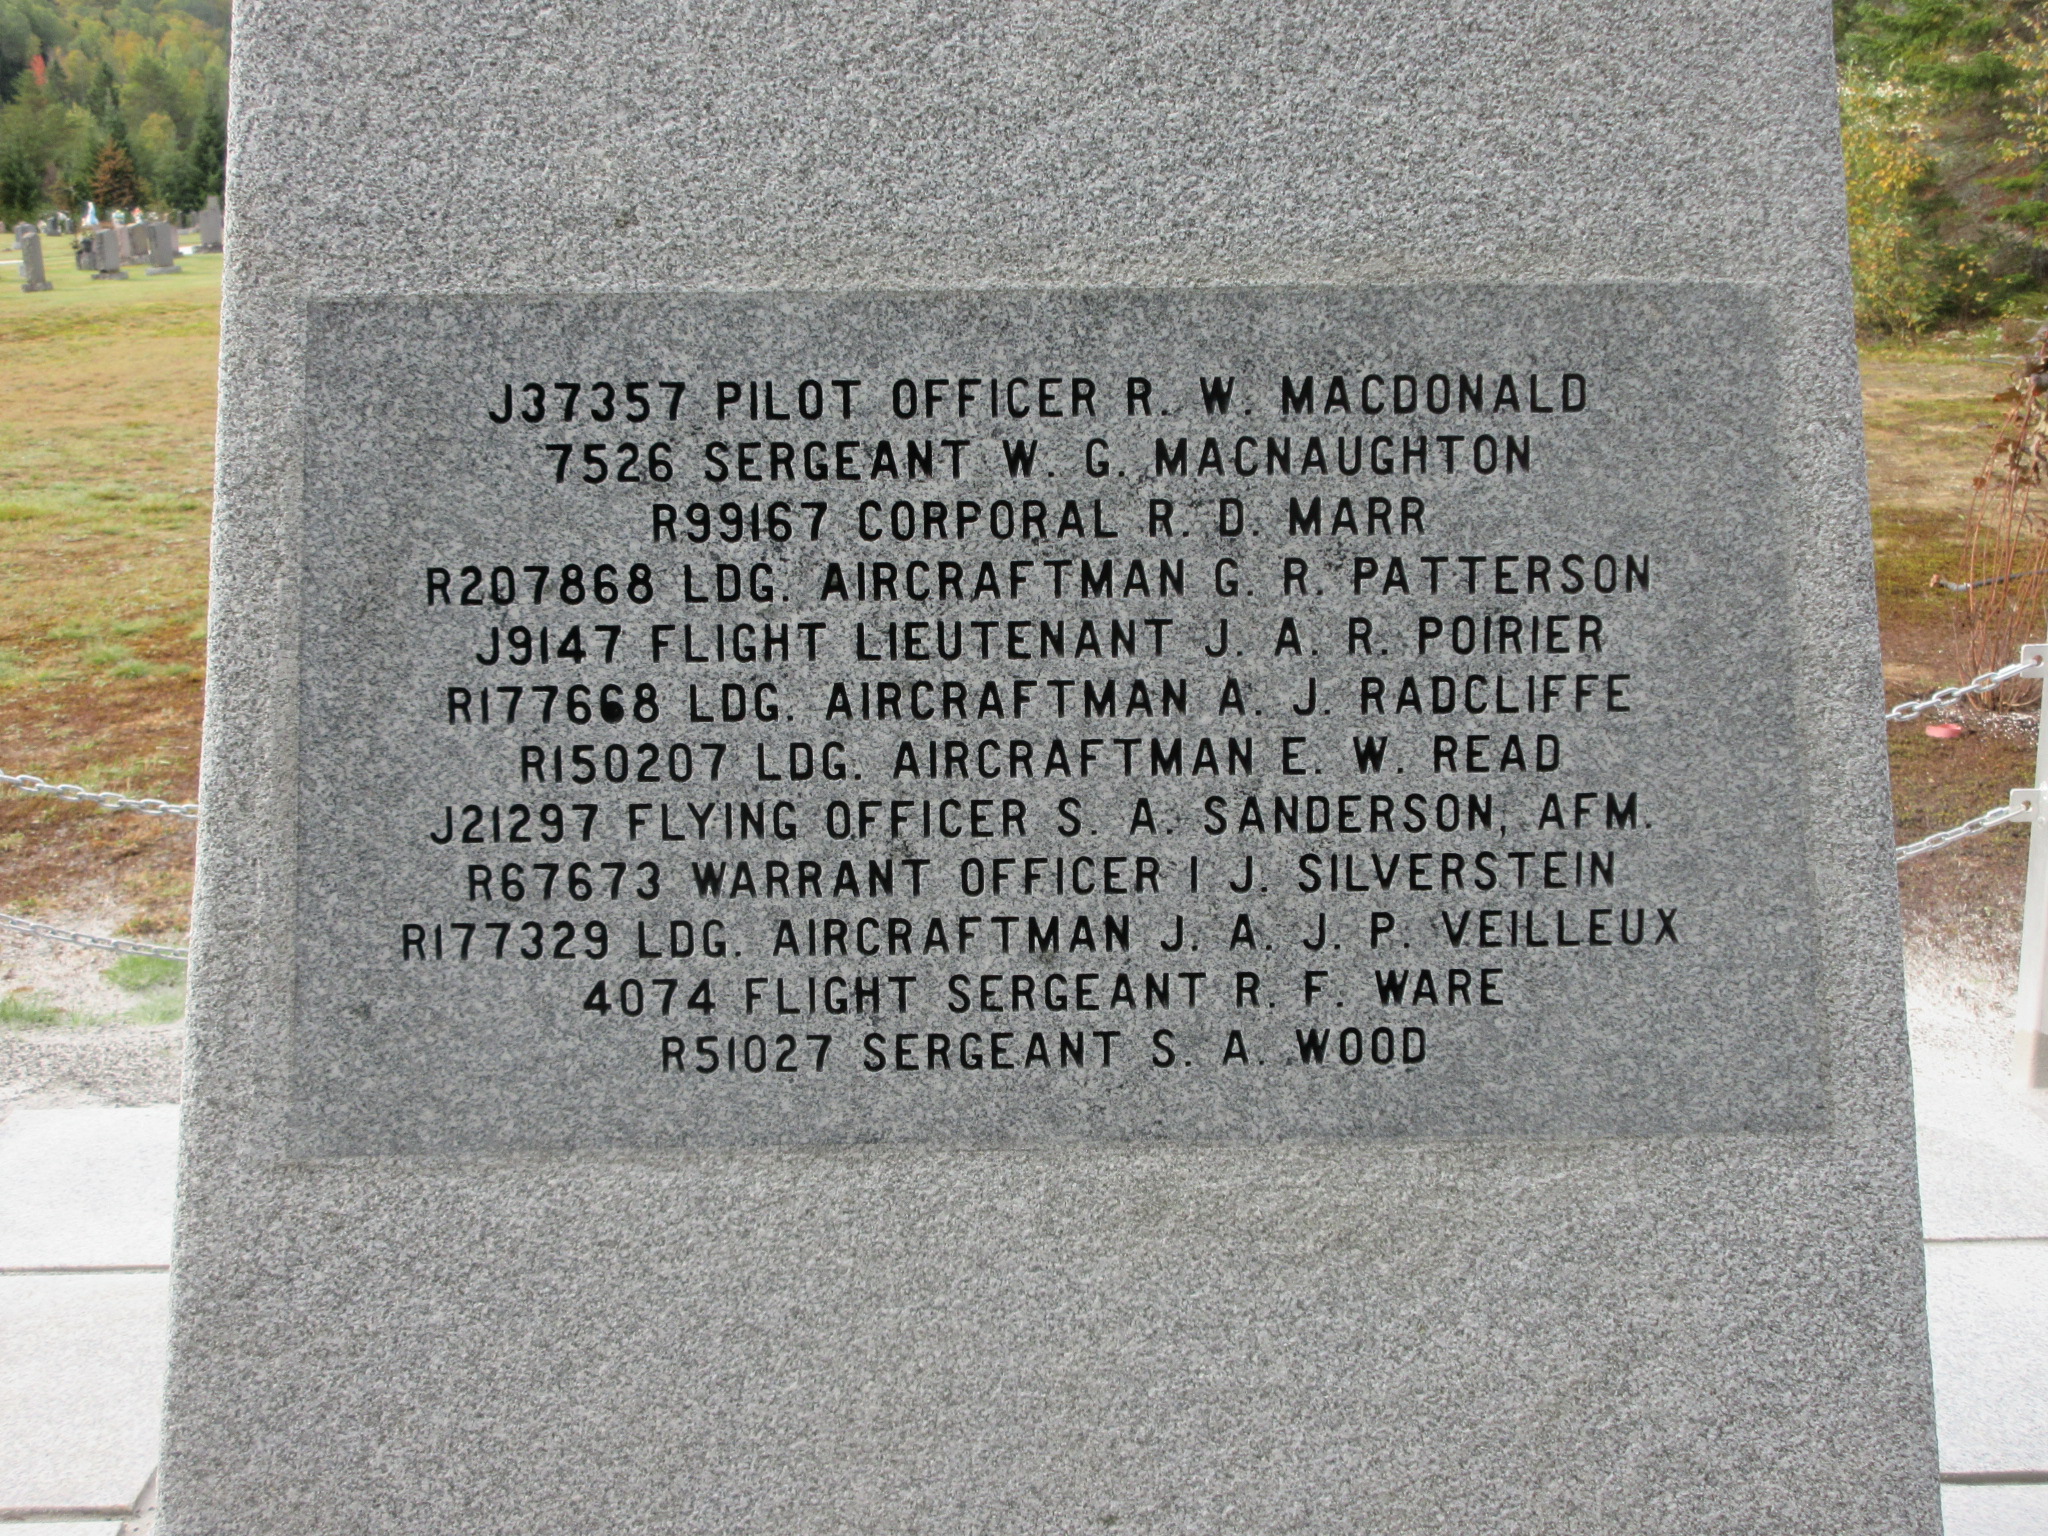 J37357 PILOT OFFICER R. W. MACDONALD
7526 SERGEANT W. G. MACNAUGHTON
R99167 CORPORAL R. D. MARR
R207868 LDG. AIRCRAFTMAN G. R. PATTERSON
J9147 FLIGHT LIEUTENANT J. A. R. POIRIER
R177668 LDG. AIRCRAFTMAN A. J. RADCLIFFE
R150207 LDG. AIRCRAFTMAN E. W. READ
J21297 FLYING OFFICER S. A. SANDERSON, AFM.
R67673 WARRANT OFFICER I J. SILVERSTEIN
R177329 LDG. AIRCRAFTMAN J. A. J. P. VEILLEUX
4074 FLIGHT SERGEANT R. F. WARE
R51027 SERGEANT S. A. WOOD